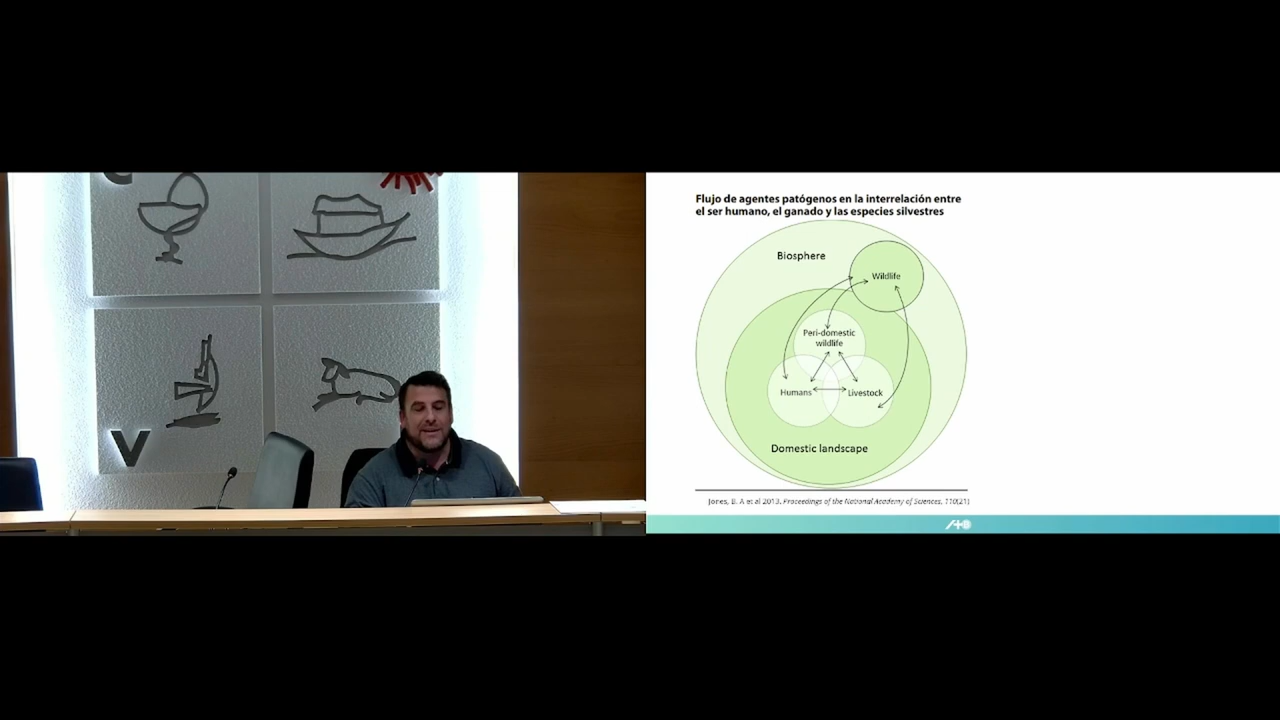 V
Flujo de agentes patógenos en la interrelación entre
el ser humano, el ganado y las especies silvestres
Biosphere
Wildlife
Peri-domestic
wildlife
Humans
Livestock
Domestic landscape
Jones, B. A et al 2013. Proceedings of the National Academy of Sciences, 110(21)